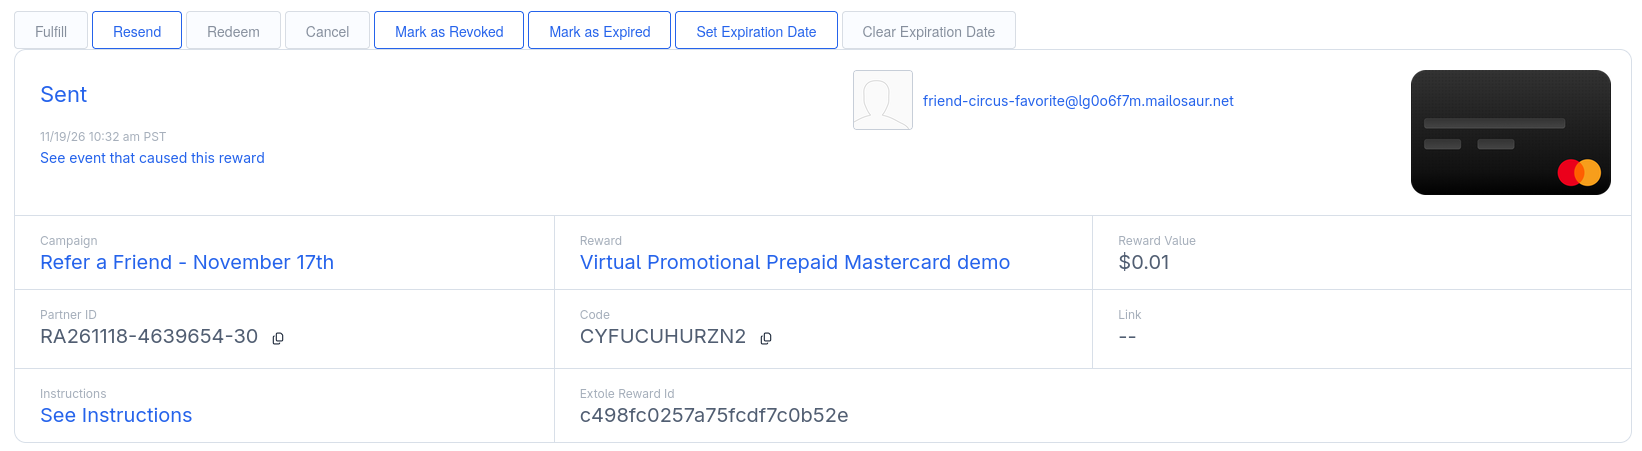 Fulfill
Resend
Redeem
Cancel
Mark as Revoked
Mark as Expired
Set Expiration Date
Clear Expiration Date
Sent
11/19/26 10:32 am PST
See event that caused this reward
friend-circus-favorite@lg0o6f7m.mailosaur.net
Campaign
Refer a Friend - November 17th
Reward
Virtual Promotional Prepaid Mastercard demo
Reward Value
$0.01
Partner ID
RA261118-4639654-30
Code
CYFUCUHURZN2
Link
--
Instructions
See Instructions
Extole Reward Id
c498fc0257a75fcdf7c0b52e